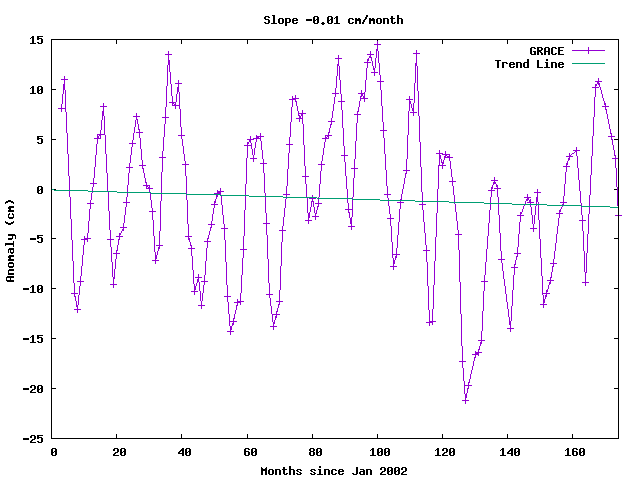 Slope -0.01 cm/month
GRACE
Trend Line
15
10
5
0
-5
-10
-15
-20
-25
Anomaly (cm)
0 20 40 60 80 100 120 140 160
Months since Jan 2002